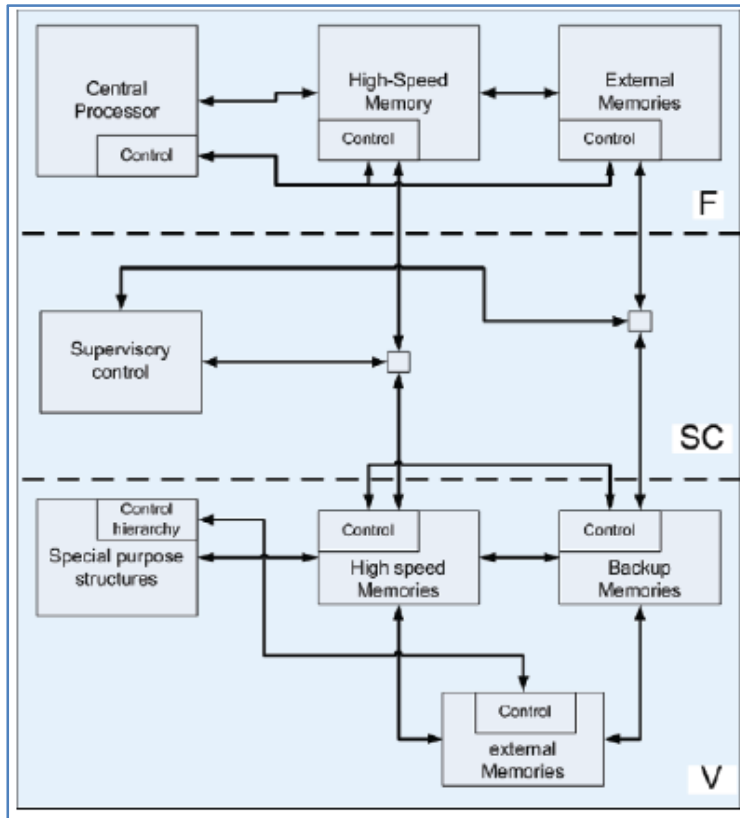 Central
Processor
Control
High-Speed
Memory
Control
External
Memories
Control
F
Supervisory
control
SC
Control
hierarchy
Special purpose
structures
Control
High speed
Memories
Control
Backup
Memories
Control
external
Memories
V